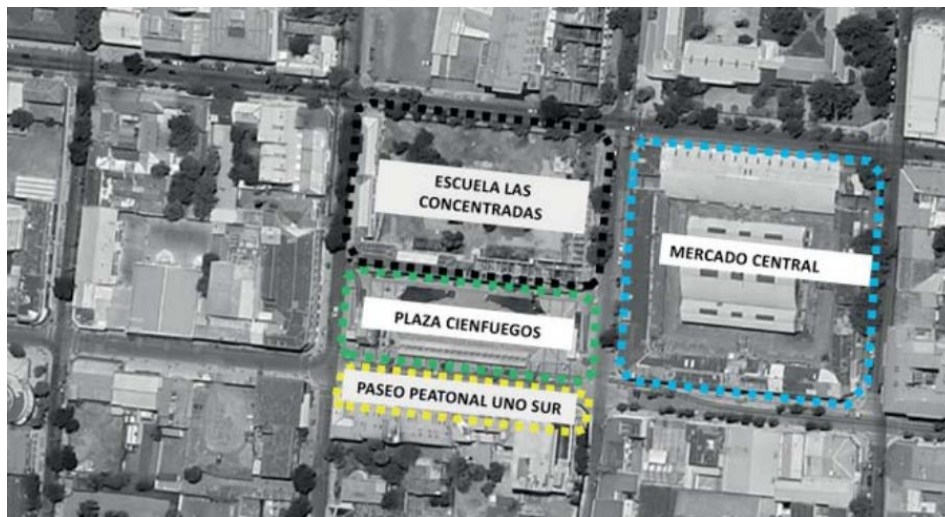 ESCUELA LAS
CONCENTRADAS
MERCADO CENTRAL
PLAZA CIENFUEGOS
PASEO PEATONAL UNO SUR